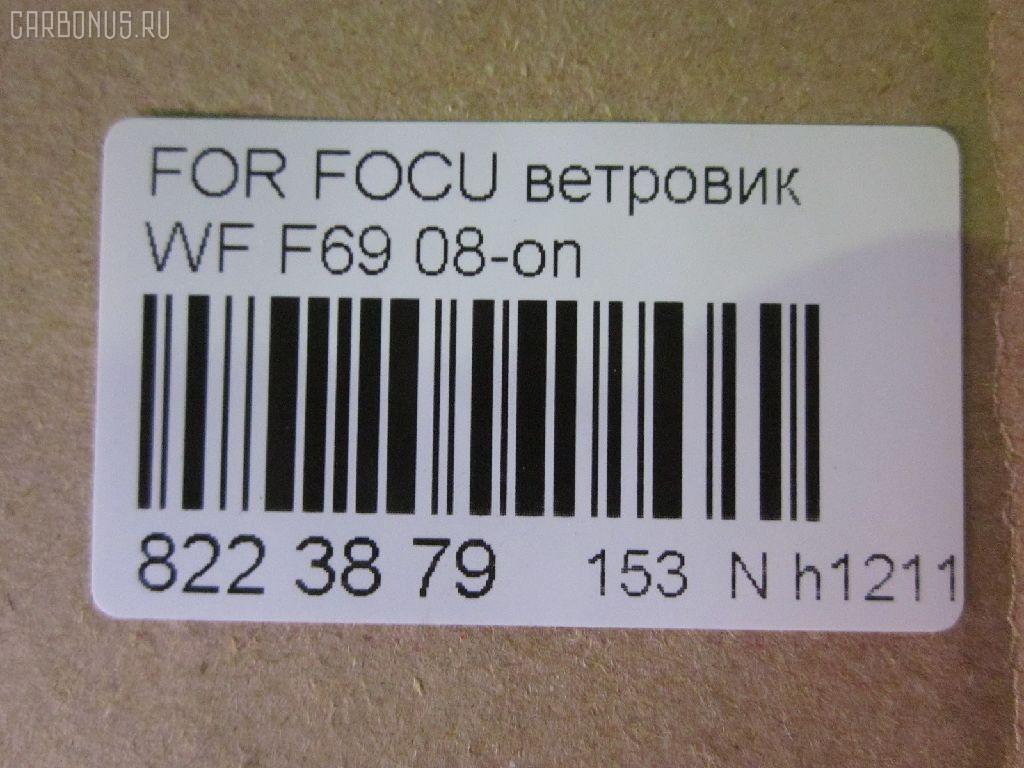 CARBONUS.RU
FOR FOCU ветровик
WF F69 08-on
822 38 79 153 N h1211